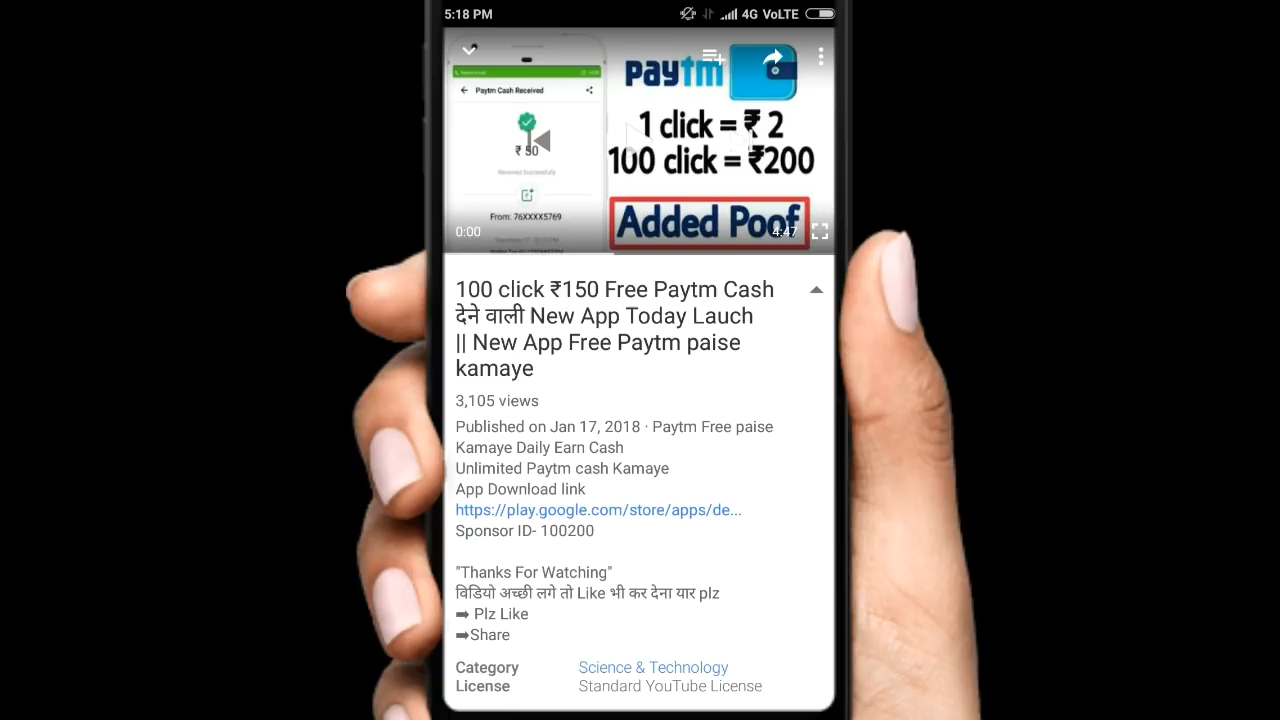 5:18 PM
4G VoLTE
Paytm Cash Received
₹ 50
Received Successfully
From: 76XXXX5769
paytm
1 click = ₹ 2
100 click = ₹200
Added Poof
0:00
4:47
100 click ₹150 Free Paytm Cash
देने वाली New App Today Lauch
|| New App Free Paytm paise
kamaye
3,105 views
Published on Jan 17, 2018 · Paytm Free paise
Kamaye Daily Earn Cash
Unlimited Paytm cash Kamaye
App Download link
https://play.google.com/store/apps/de...
Sponsor ID- 100200
"Thanks For Watching"
विडियो अच्छी लगे तो Like भी कर देना यार plz
➡ Plz Like
➡Share
Category Science & Technology
License Standard YouTube License